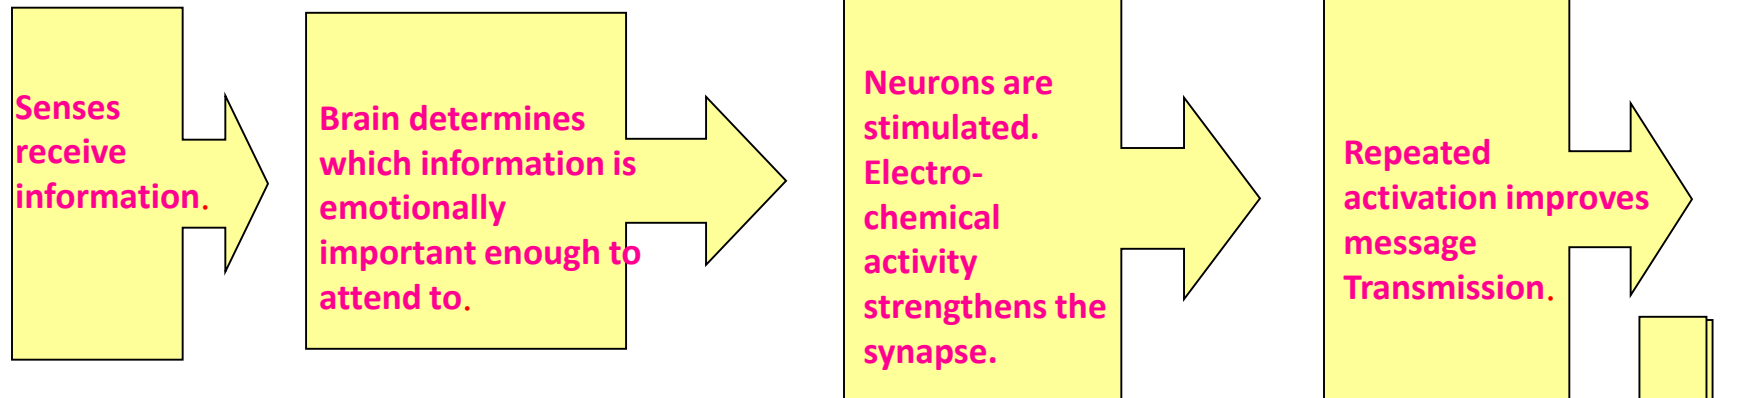 Senses
receive
information.
Brain determines
which information is
emotionally
important enough to
attend to.
Neurons are
stimulated.
Electro-
chemical
activity
strengthens the
synapse.
Repeated
activation improves
message
Transmission.